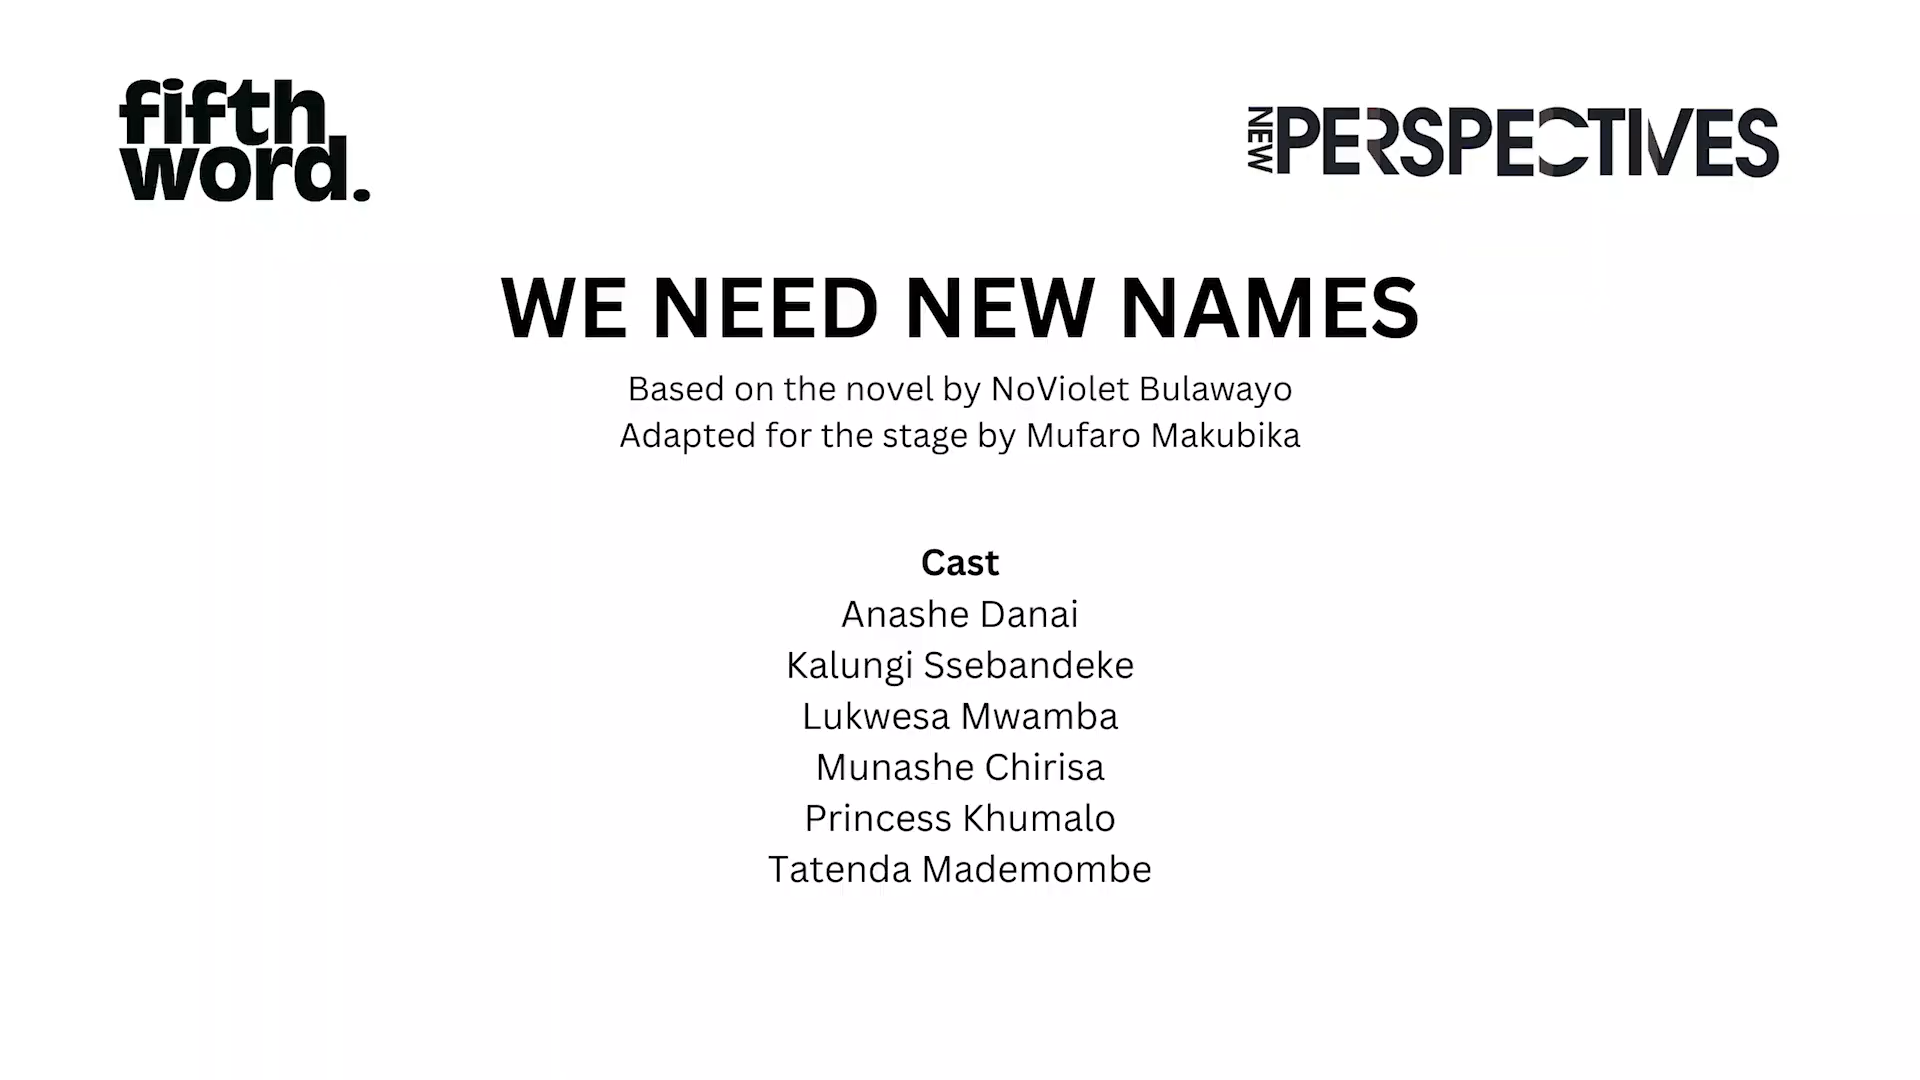 fifth
word.
NEW PERSPECTIVES
WE NEED NEW NAMES
Based on the novel by NoViolet Bulawayo
Adapted for the stage by Mufaro Makubika
Cast
Anashe Danai
Kalungi Ssebandeke
Lukwesa Mwamba
Munashe Chirisa
Princess Khumalo
Tatenda Mademombe